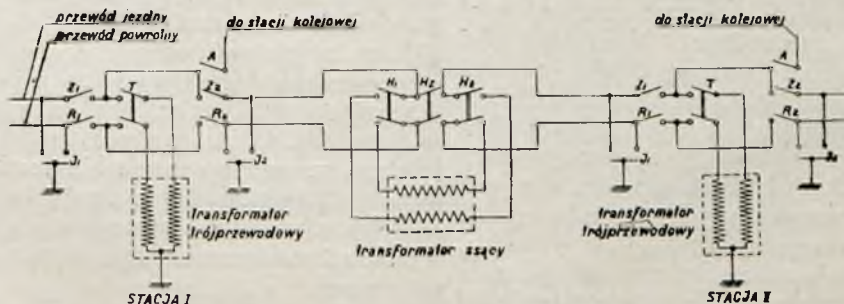 przewód jezdny
przewód powrotny
do stacji kolejowej
do stacji kolejowej
A
A
Z₁
T
Z₂
H₁
H₂
H₃
Z₁
T
Z₂
R₁
R₂
R₁
R₂
J₁
J₂
J₁
J₂
transformator
trójprzewodowy
transformator ssący
transformator
trójprzewodowy
STACJA I
STACJA II